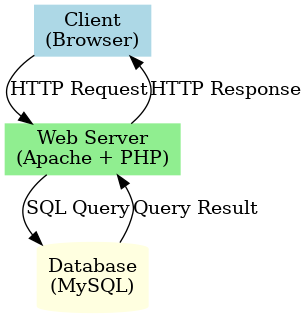 Client
(Browser)
HTTP Request
HTTP Response
Web Server
(Apache + PHP)
SQL Query
Query Result
Database
(MySQL)